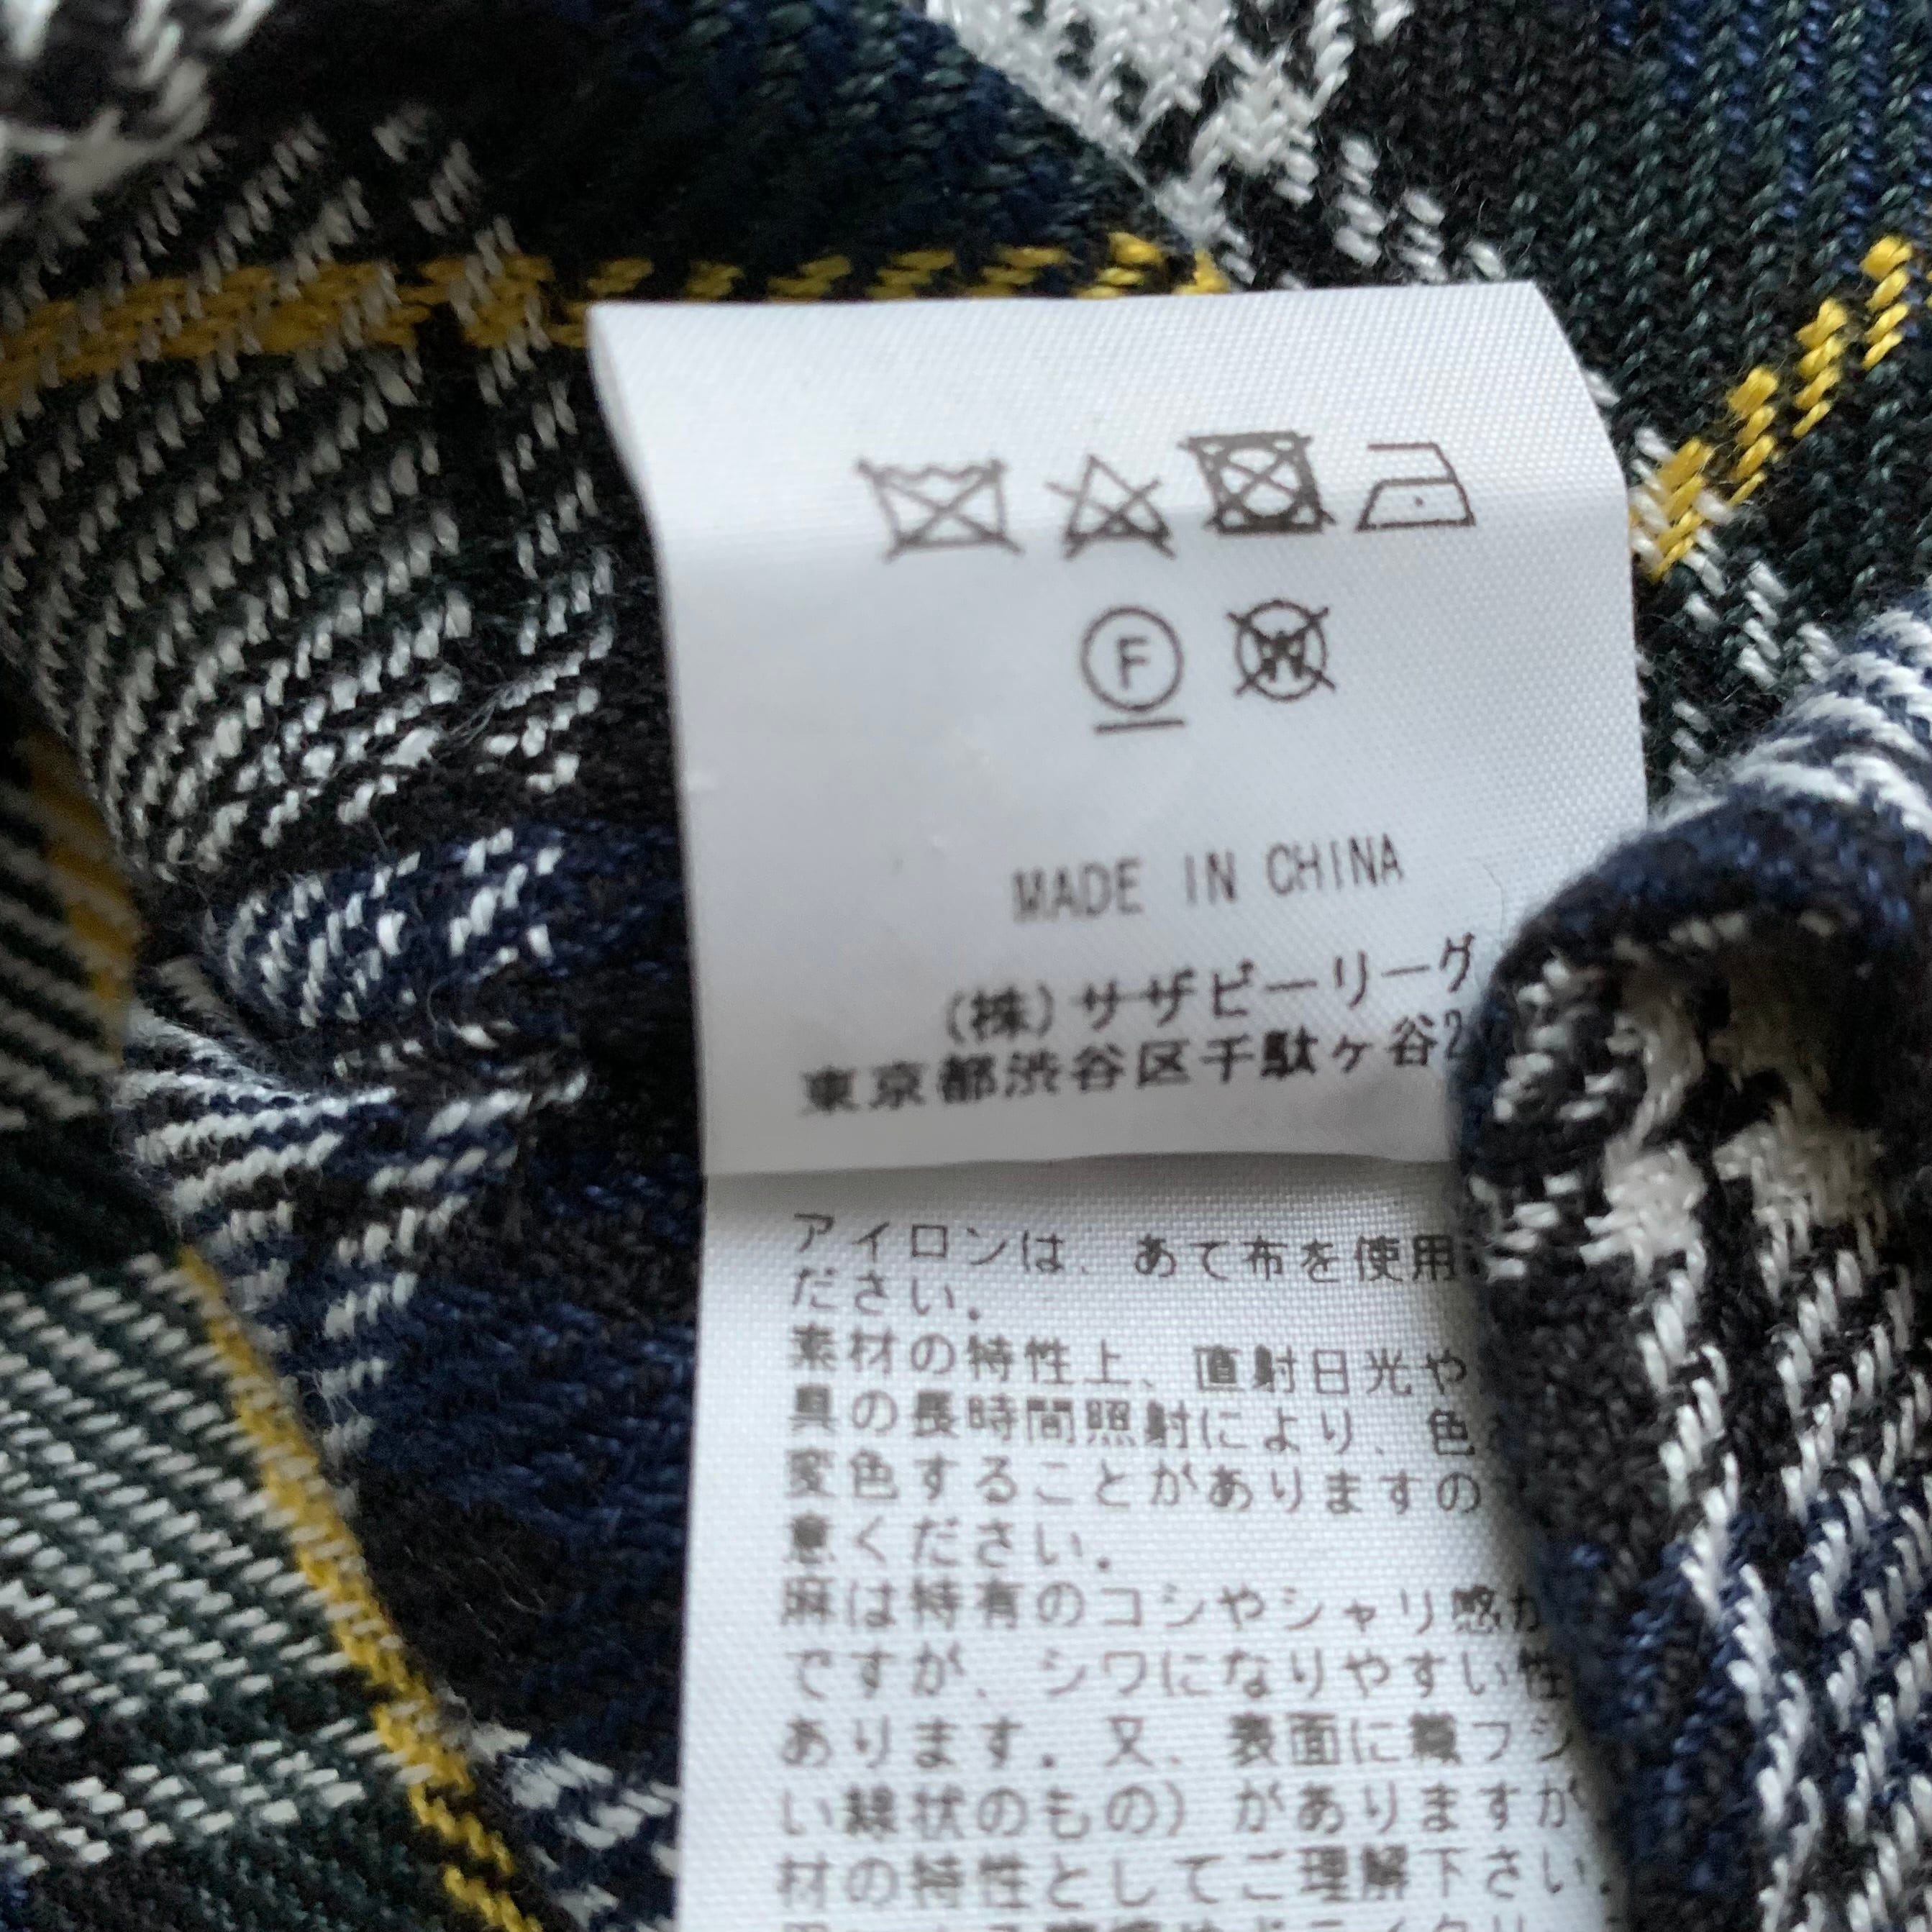 F W
MADE IN CHINA
(株)サザビーリーグ
東京都渋谷区千駄ヶ谷2
アイロンは、あて布を使用
ださい。
素材の特性上、直射日光や
具の長時間照射により、色
変色することがありますの
意ください。
麻は特有のコシやシャリ感が
ですが、シワになりやすい性
あります。又、表面に織フシ
い線状のもの)がありますが
材の特性としてご理解下さい.